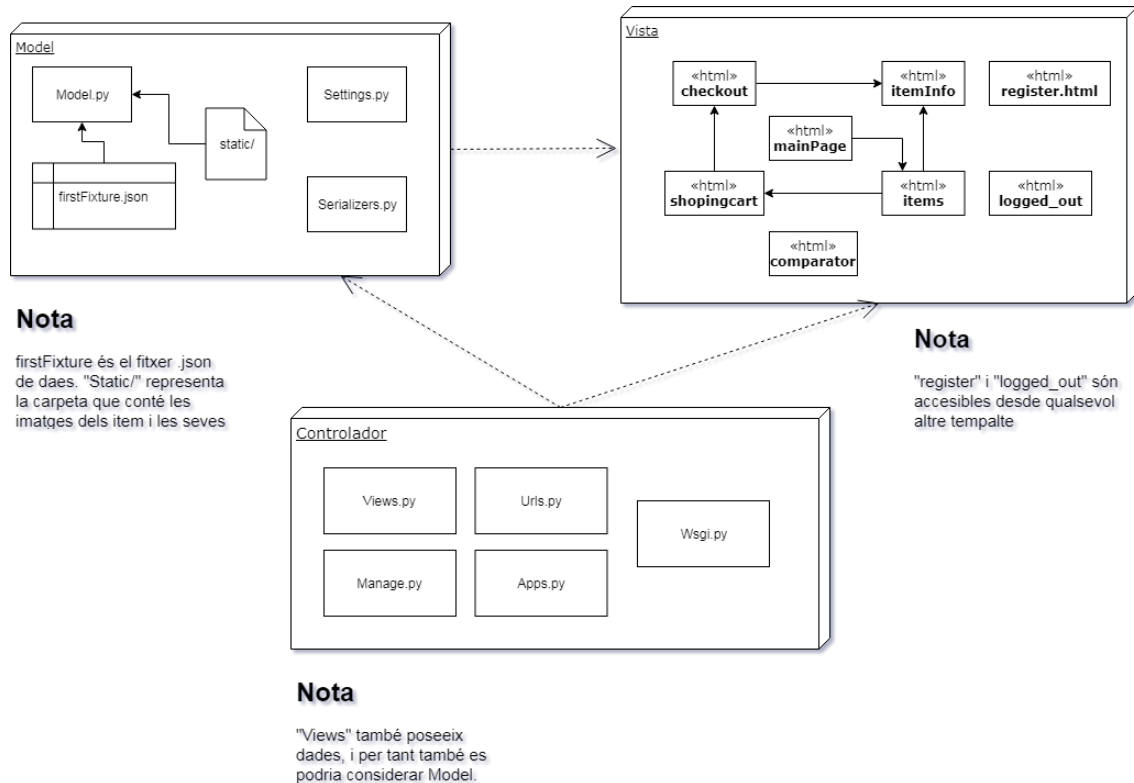 Model
Model.py
Settings.py
static/
firstFixture.json
Serializers.py
Vista
«html»
checkout
«html»
itemInfo
«html»
register.html
«html»
mainPage
«html»
shopingcart
«html»
items
«html»
logged_out
«html»
comparator
Nota
firstFixture és el fitxer .json
de daes. "Static/" representa
la carpeta que conté les
imatges dels item i les seves
Nota
"register" i "logged_out" són
accesibles desde qualsevol
altre tempalte
Controlador
Views.py
Urls.py
Wsgi.py
Manage.py
Apps.py
Nota
"Views" també poseeix
dades, i per tant també es
podria considerar Model.